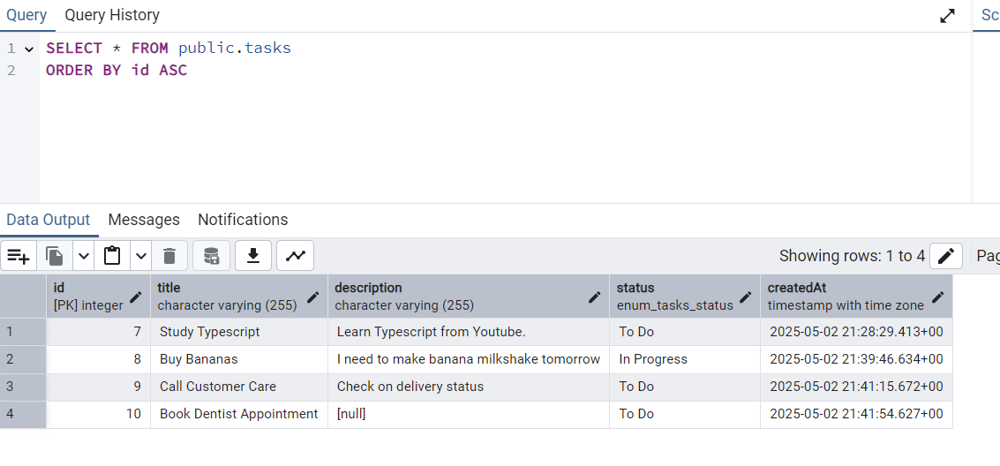 Query Query History Sc
1 SELECT * FROM public.tasks
2 ORDER BY id ASC
Data Output Messages Notifications
Showing rows: 1 to 4 Pag
id title description status createdAt
[PK] integer character varying (255) character varying (255) enum_tasks_status timestamp with time zone
1 7 Study Typescript Learn Typescript from Youtube. To Do 2025-05-02 21:28:29.413+00
2 8 Buy Bananas I need to make banana milkshake tomorrow In Progress 2025-05-02 21:39:46.634+00
3 9 Call Customer Care Check on delivery status To Do 2025-05-02 21:41:15.672+00
4 10 Book Dentist Appointment [null] To Do 2025-05-02 21:41:54.627+00